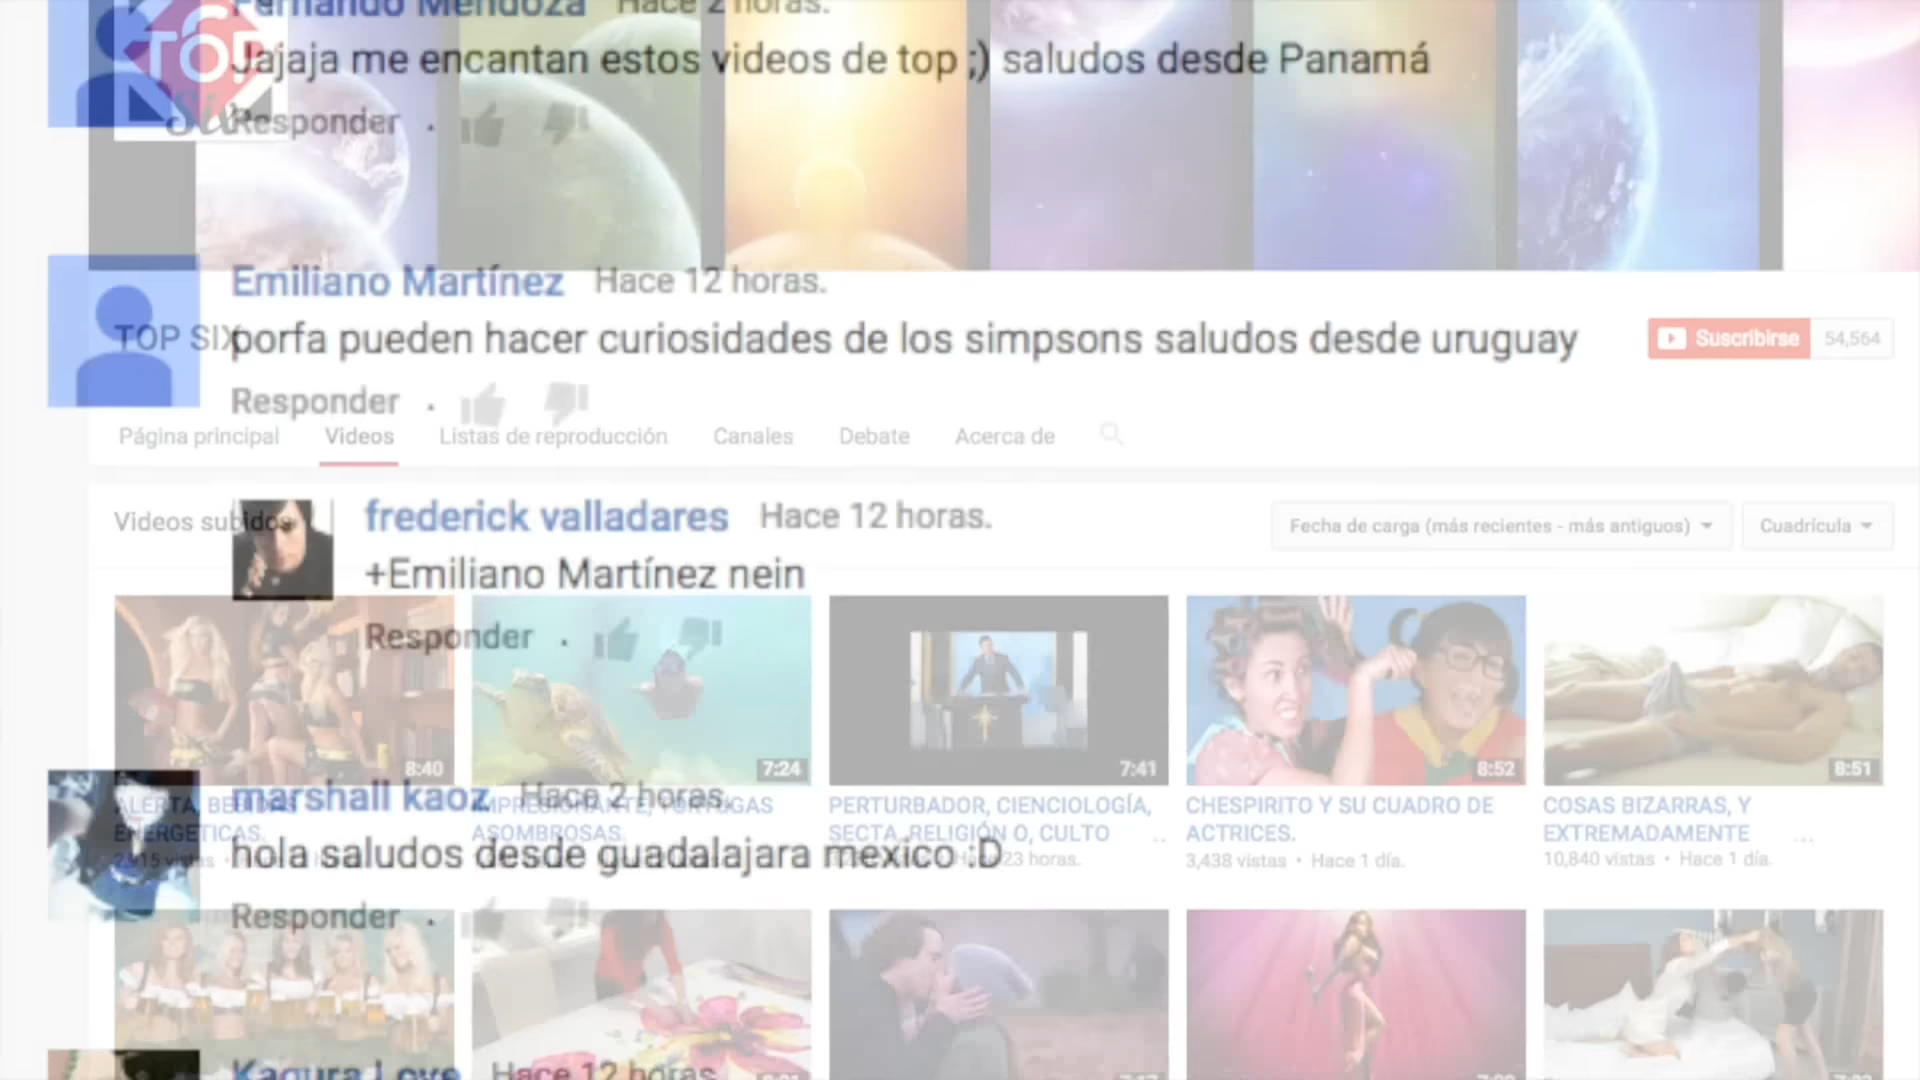 Fernando Mendoza Hace 2 horas.
TOP
Six
Jajaja me encantan estos videos de top ;) saludos desde Panamá
Responder .
Emiliano Martínez Hace 12 horas.
TOP SIX
porfa pueden hacer curiosidades de los simpsons saludos desde uruguay
Suscribirse 54,564
Responder .
Página principal Videos Listas de reproducción Canales Debate Acerca de
frederick valladares Hace 12 horas.
Videos subidos
Fecha de carga (más recientes - más antiguos) Cuadrícula
+Emiliano Martínez nein
Responder .
8:40 7:24 7:41 8:52 8:51
marshall kaoz Hace 2 horas.
ALERTA, BEBIDAS
ENERGETICAS.
IMPRESIONANTE, TORTUGAS
ASOMBROSAS.
PERTURBADOR, CIENCIOLOGÍA,
SECTA, RELIGIÓN O, CULTO ...
CHESPIRITO Y SU CUADRO DE
ACTRICES.
COSAS BIZARRAS, Y
EXTREMADAMENTE ...
23 horas.
3,438 vistas • Hace 1 día.
10,840 vistas • Hace 1 día.
hola saludos desde guadalajara mexico :D
Responder .
Kagura Love Hace 12 horas.